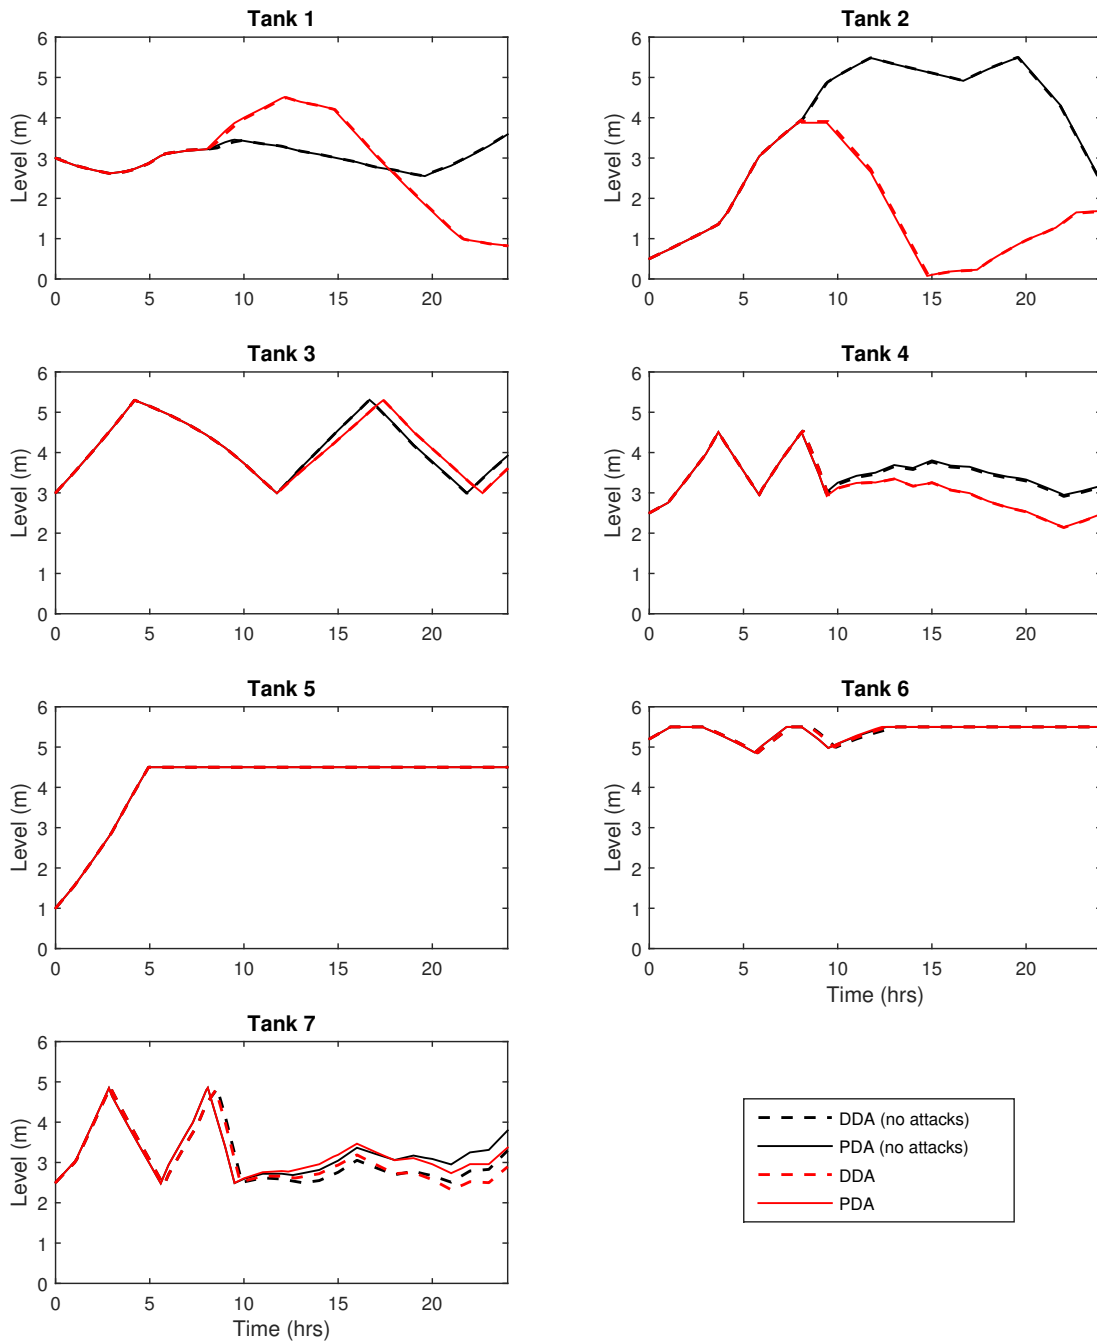 Tank 1
Level (m)
6
5
4
3
2
1
0
0 5 10 15 20
Tank 2
Level (m)
6
5
4
3
2
1
0
0 5 10 15 20
Tank 3
Level (m)
6
5
4
3
2
1
0
0 5 10 15 20
Tank 4
Level (m)
6
5
4
3
2
1
0
0 5 10 15 20
Tank 5
Level (m)
6
5
4
3
2
1
0
0 5 10 15 20
Tank 6
Level (m)
6
5
4
3
2
1
0
0 5 10 15 20
Time (hrs)
Tank 7
Level (m)
6
5
4
3
2
1
0
0 5 10 15 20
Time (hrs)
DDA (no attacks)
PDA (no attacks)
DDA
PDA